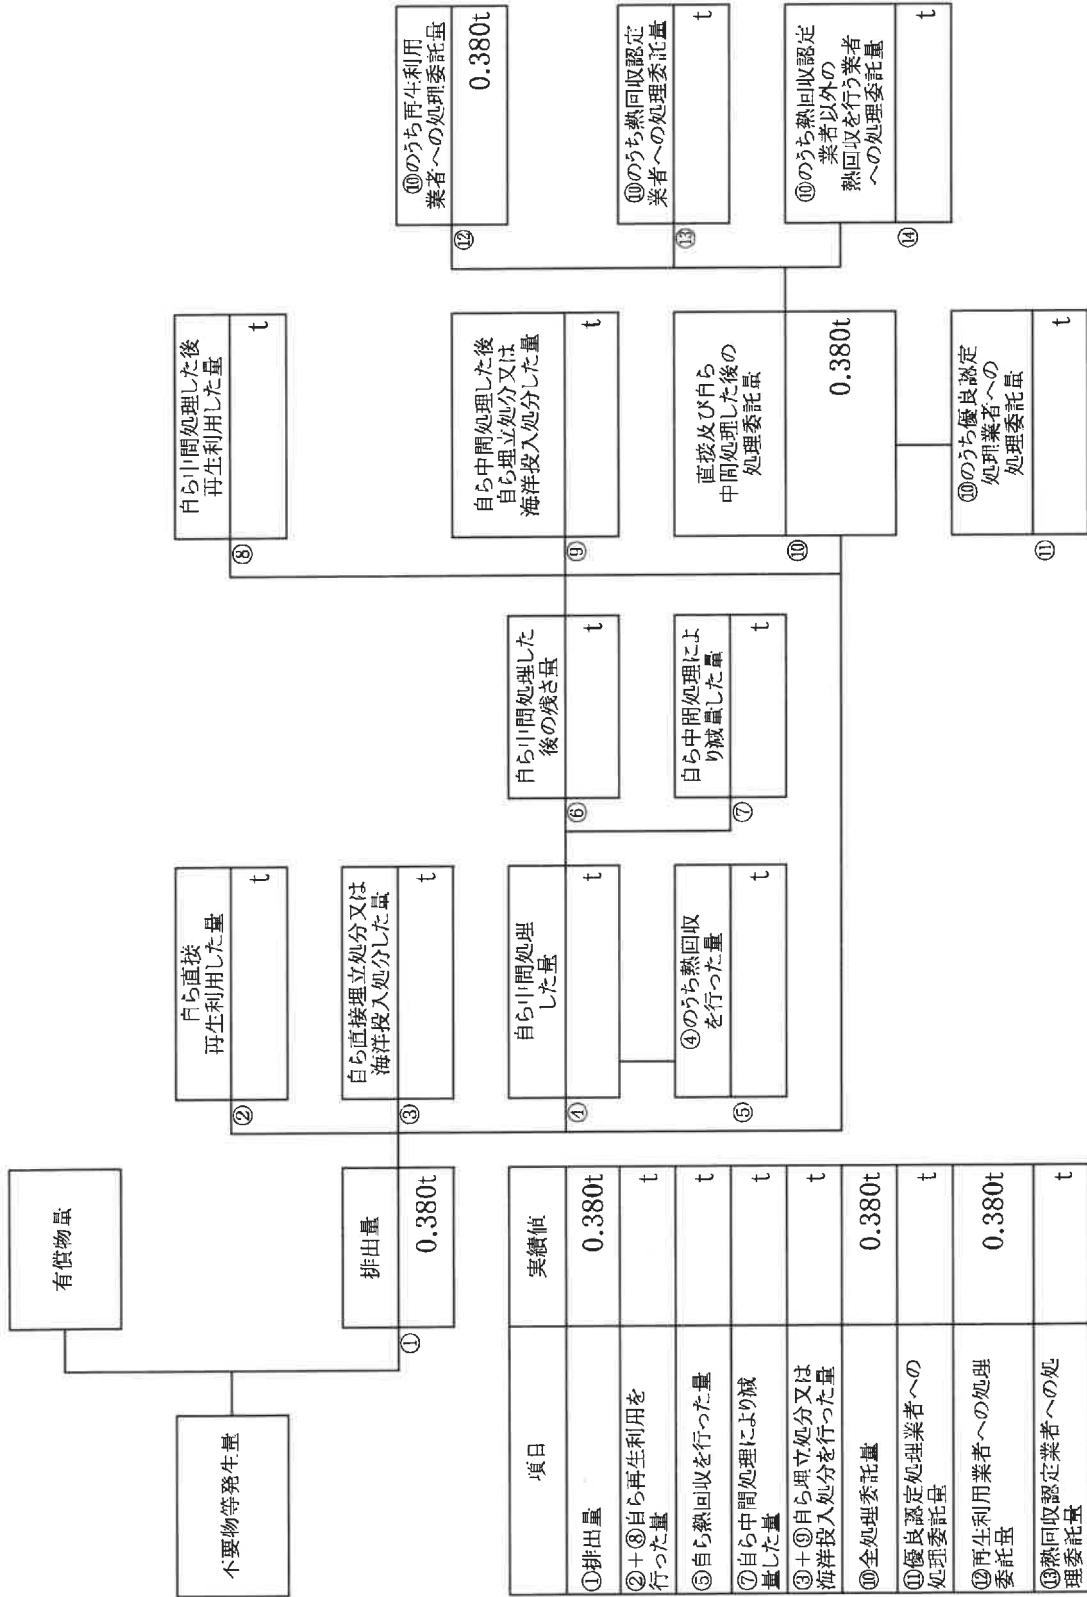 不要物等発生量
有償物量
①
排出量
0.380t
②
自ら直接
再生利用した量
t
③
自ら直接埋立処分又は
海洋投入処分した量
t
④
自ら中間処理
した量
t
⑤
④のうち熱回収
を行った量
t
⑥
自ら中間処理した
後の残さ量
t
⑦
自ら中間処理によ
り減量した量
t
⑧
自ら中間処理した後
再生利用した量
t
⑨
自ら中間処理した後
自ら埋立処分又は
海洋投入処分した量
t
⑩
直接及び自ら
中間処理した後の
処理委託量
0.380t
⑪
⑩のうち優良認定
処理業者への
処理委託量
t
⑫
⑩のうち再生利用
業者への処理委託量
0.380t
⑬
⑩のうち熱回収認定
業者への処理委託量
t
⑭
⑩のうち熱回収認定
業者以外の
熱回収を行う業者
への処理委託量
t
項目 実績値
①排出量 0.380t
②+⑧自ら再生利用を
行った量 t
⑤自ら熱回収を行った量 t
⑦自ら中間処理により減
量した量 t
③+⑨自ら埋立処分又は
海洋投入処分を行った量 t
⑩全処理委託量 0.380t
⑪優良認定処理業者への
処理委託量 t
⑫再生利用業者への処理
委託量 0.380t
⑬熱回収認定業者への処
理委託量 t